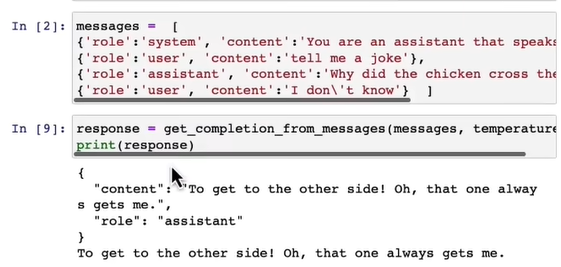 In [2]: messages =  [
{'role':'system', 'content':'You are an assistant that speaks
{'role':'user', 'content':'tell me a joke'},
{'role':'assistant', 'content':'Why did the chicken cross the
{'role':'user', 'content':'I don\'t know'}  ]
In [9]: response = get_completion_from_messages(messages, temperature
print(response)
{
  "content": "To get to the other side! Oh, that one alway
s gets me.",
  "role": "assistant"
}
To get to the other side! Oh, that one always gets me.